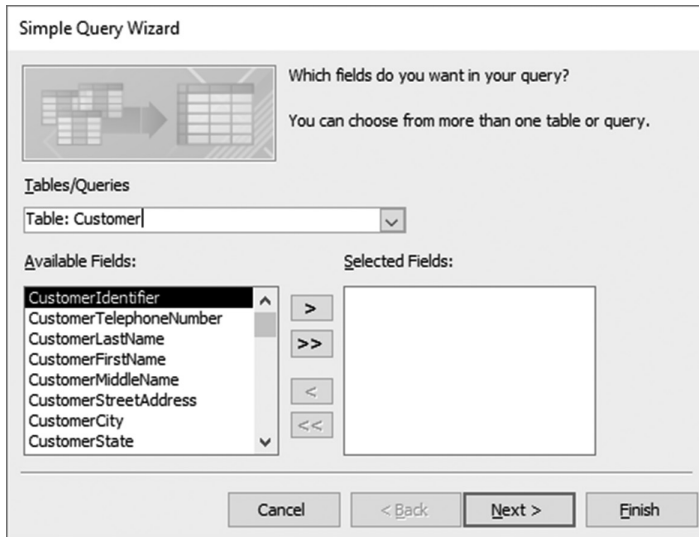 Simple Query Wizard
Which fields do you want in your query?
You can choose from more than one table or query.
Tables/Queries
Table: Customer
Available Fields:
Selected Fields:
CustomerIdentifier
CustomerTelephoneNumber
CustomerLastName
CustomerFirstName
CustomerMiddleName
CustomerStreetAddress
CustomerCity
CustomerState
>
>>
<
<<
Cancel
< Back
Next >
Finish